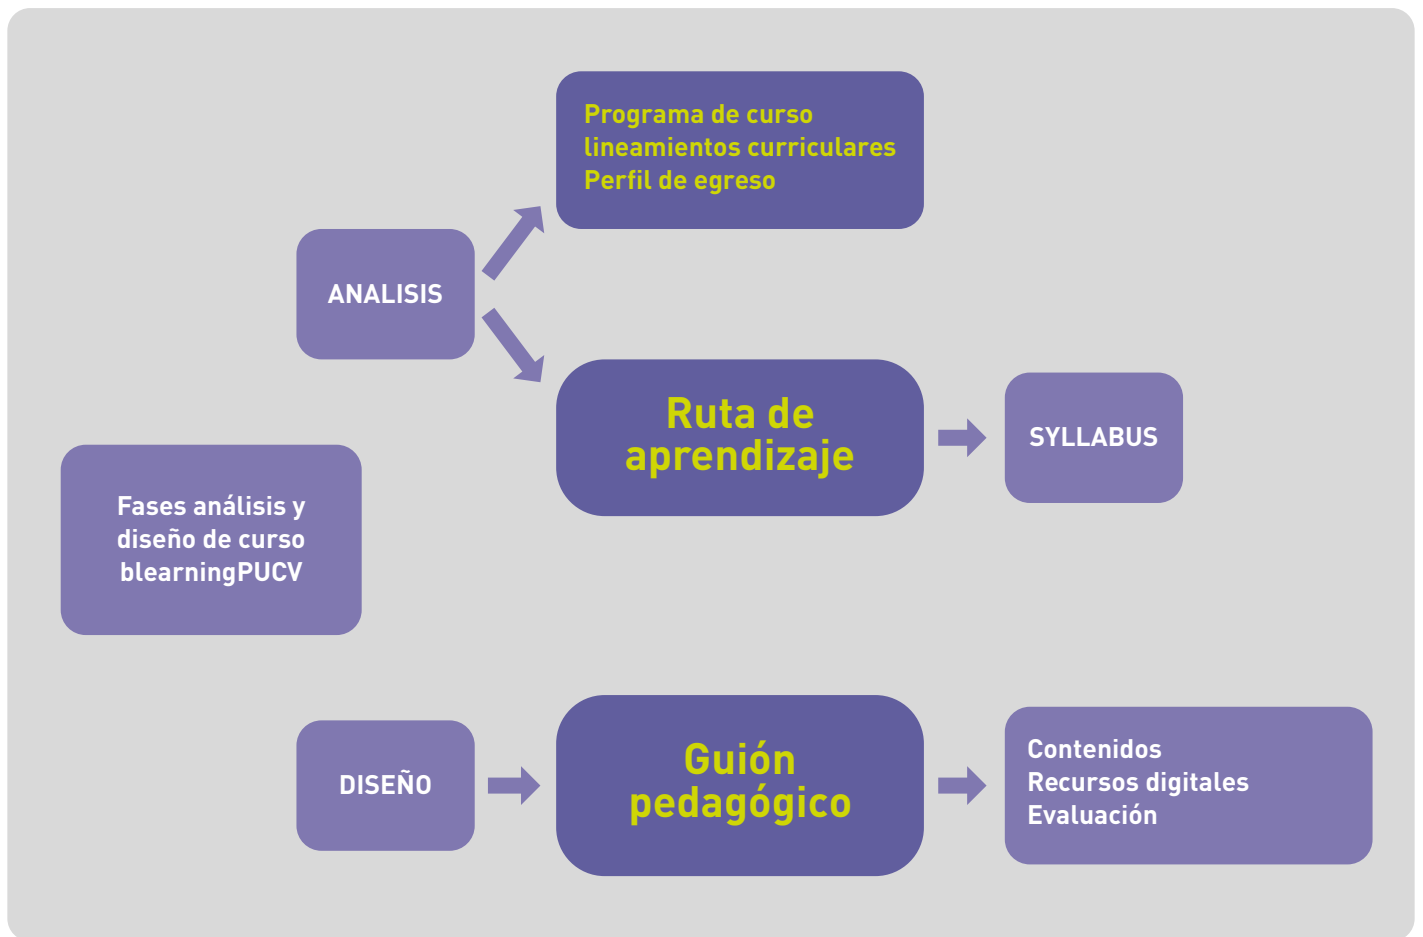 Programa de curso
lineamientos curriculares
Perfil de egreso
ANALISIS
Ruta de
aprendizaje
SYLLABUS
Fases análisis y
diseño de curso
blearningPUCV
DISEÑO
Guión
pedagógico
Contenidos
Recursos digitales
Evaluación